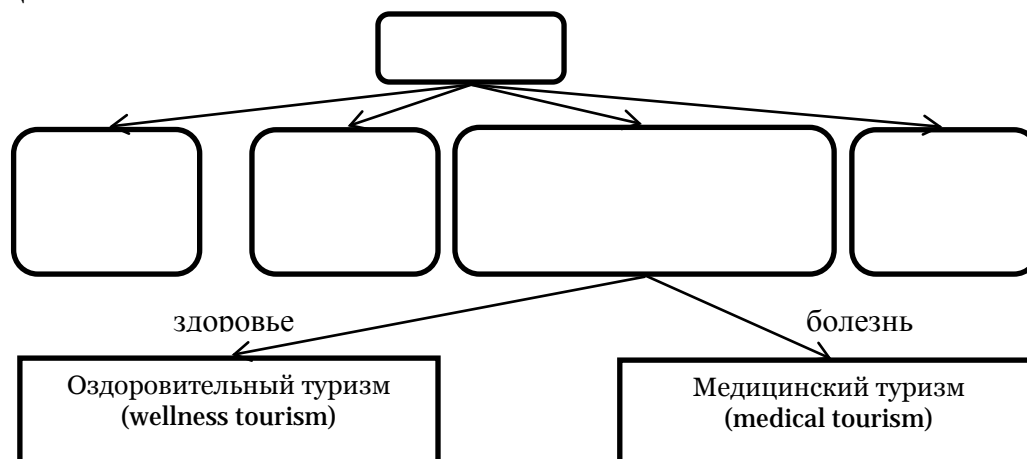 здоровье
болезнь
Оздоровительный туризм
(wellness tourism)
Медицинский туризм
(medical tourism)